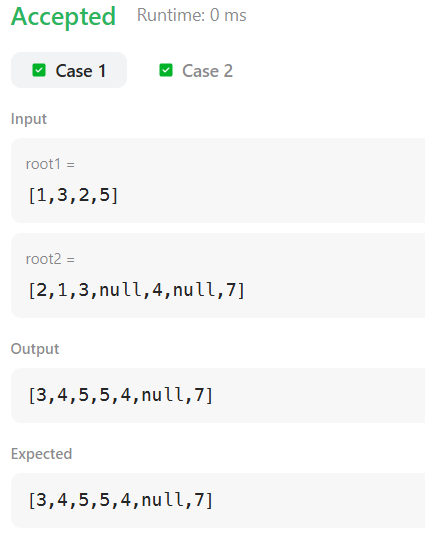 Accepted Runtime: 0 ms
Case 1 Case 2
Input
root1 =
[1,3,2,5]
root2 =
[2,1,3,null,4,null,7]
Output
[3,4,5,5,4,null,7]
Expected
[3,4,5,5,4,null,7]